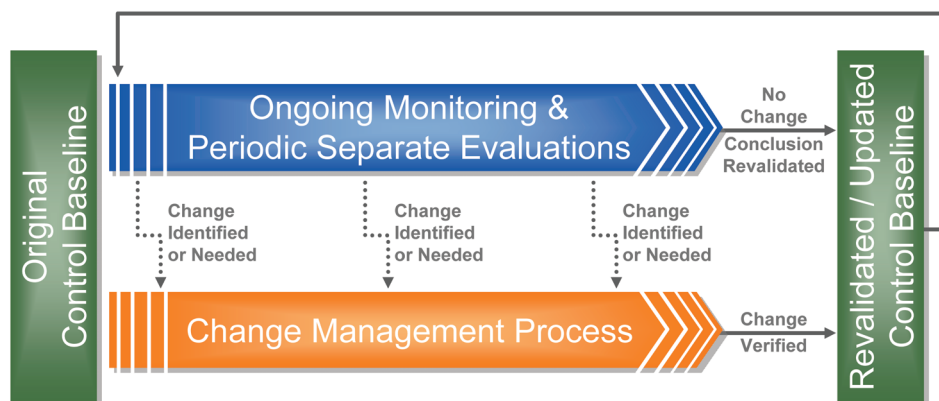 Original
Control Baseline
Ongoing Monitoring &
Periodic Separate Evaluations
No
Change
Conclusion
Revalidated
Change
Identified
or Needed
Change
Identified
or Needed
Change
Identified
or Needed
Change Management Process
Change
Verified
Revalidated / Updated
Control Baseline